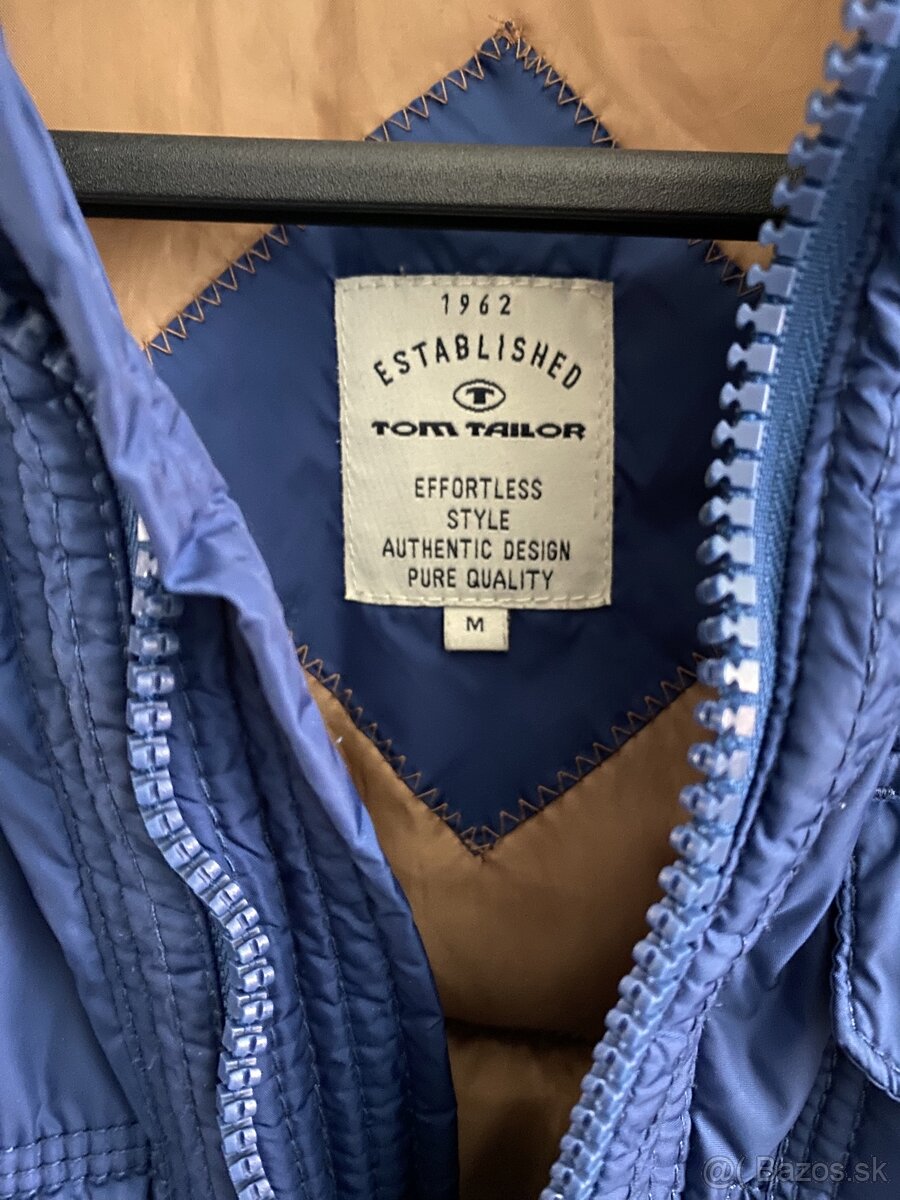 1962
ESTABLISHED
T
TOM TAILOR
EFFORTLESS
STYLE
AUTHENTIC DESIGN
PURE QUALITY
M
@( Bazos.sk